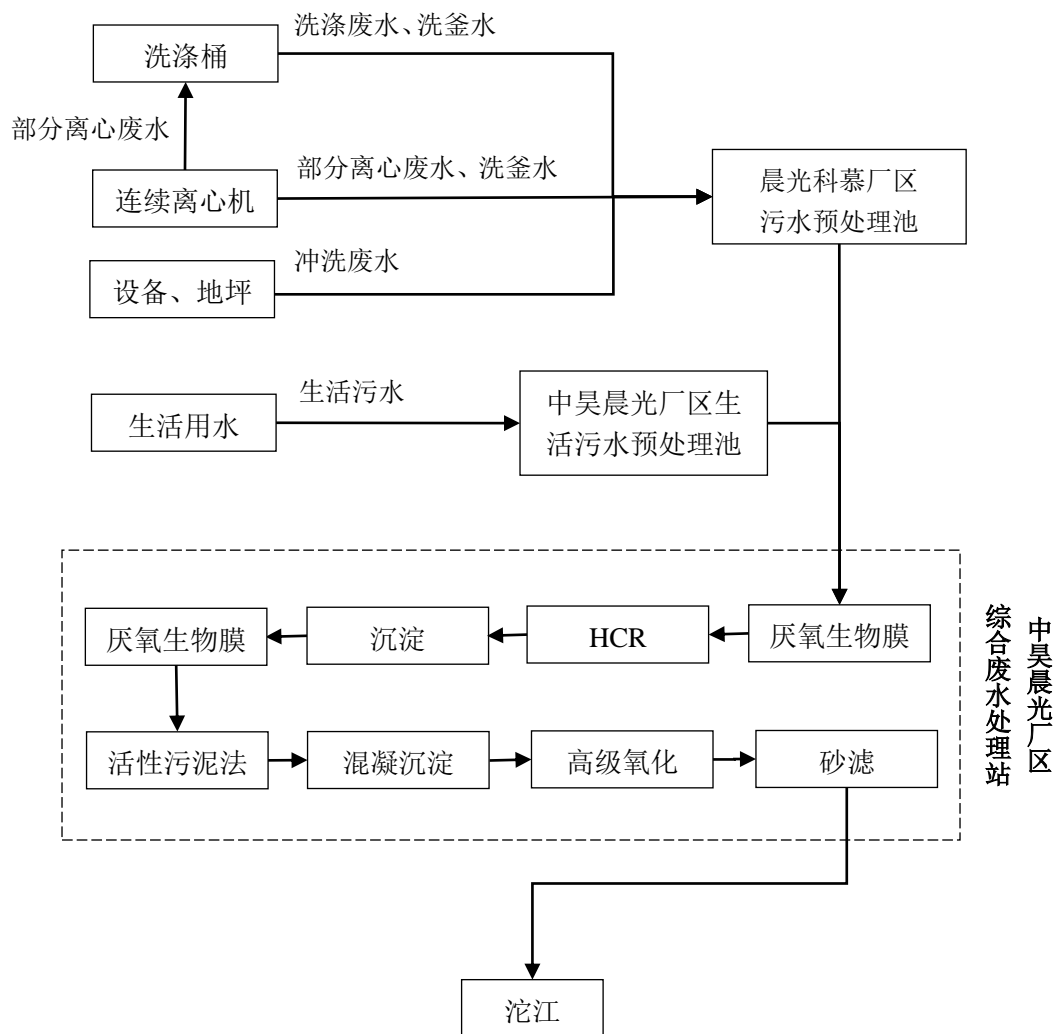 洗涤废水、洗釜水
洗涤桶
部分离心废水
部分离心废水、洗釜水
连续离心机
晨光科慕厂区
污水预处理池
冲洗废水
设备、地坪
生活污水
生活用水
中昊晨光厂区生
活污水预处理池
厌氧生物膜
沉淀
HCR
厌氧生物膜
中昊晨光厂区
综合废水处理站
活性污泥法
混凝沉淀
高级氧化
砂滤
沱江